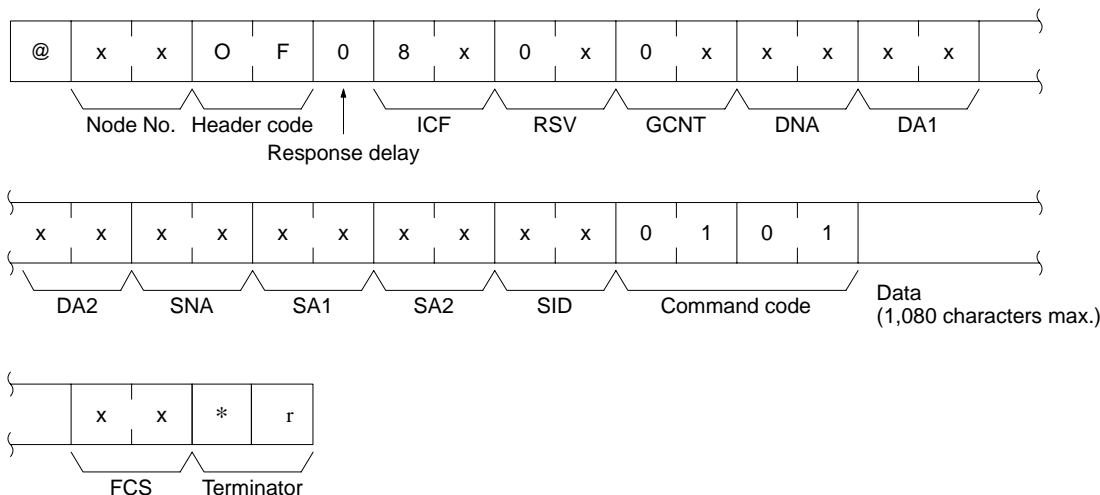 @ x x O F 0 8 x 0 x 0 x x x x x
Node No. Header code ICF RSV GCNT DNA DA1
Response delay
x x x x x x x x x x 0 1 0 1
DA2 SNA SA1 SA2 SID Command code Data
(1,080 characters max.)
x x * r
FCS Terminator